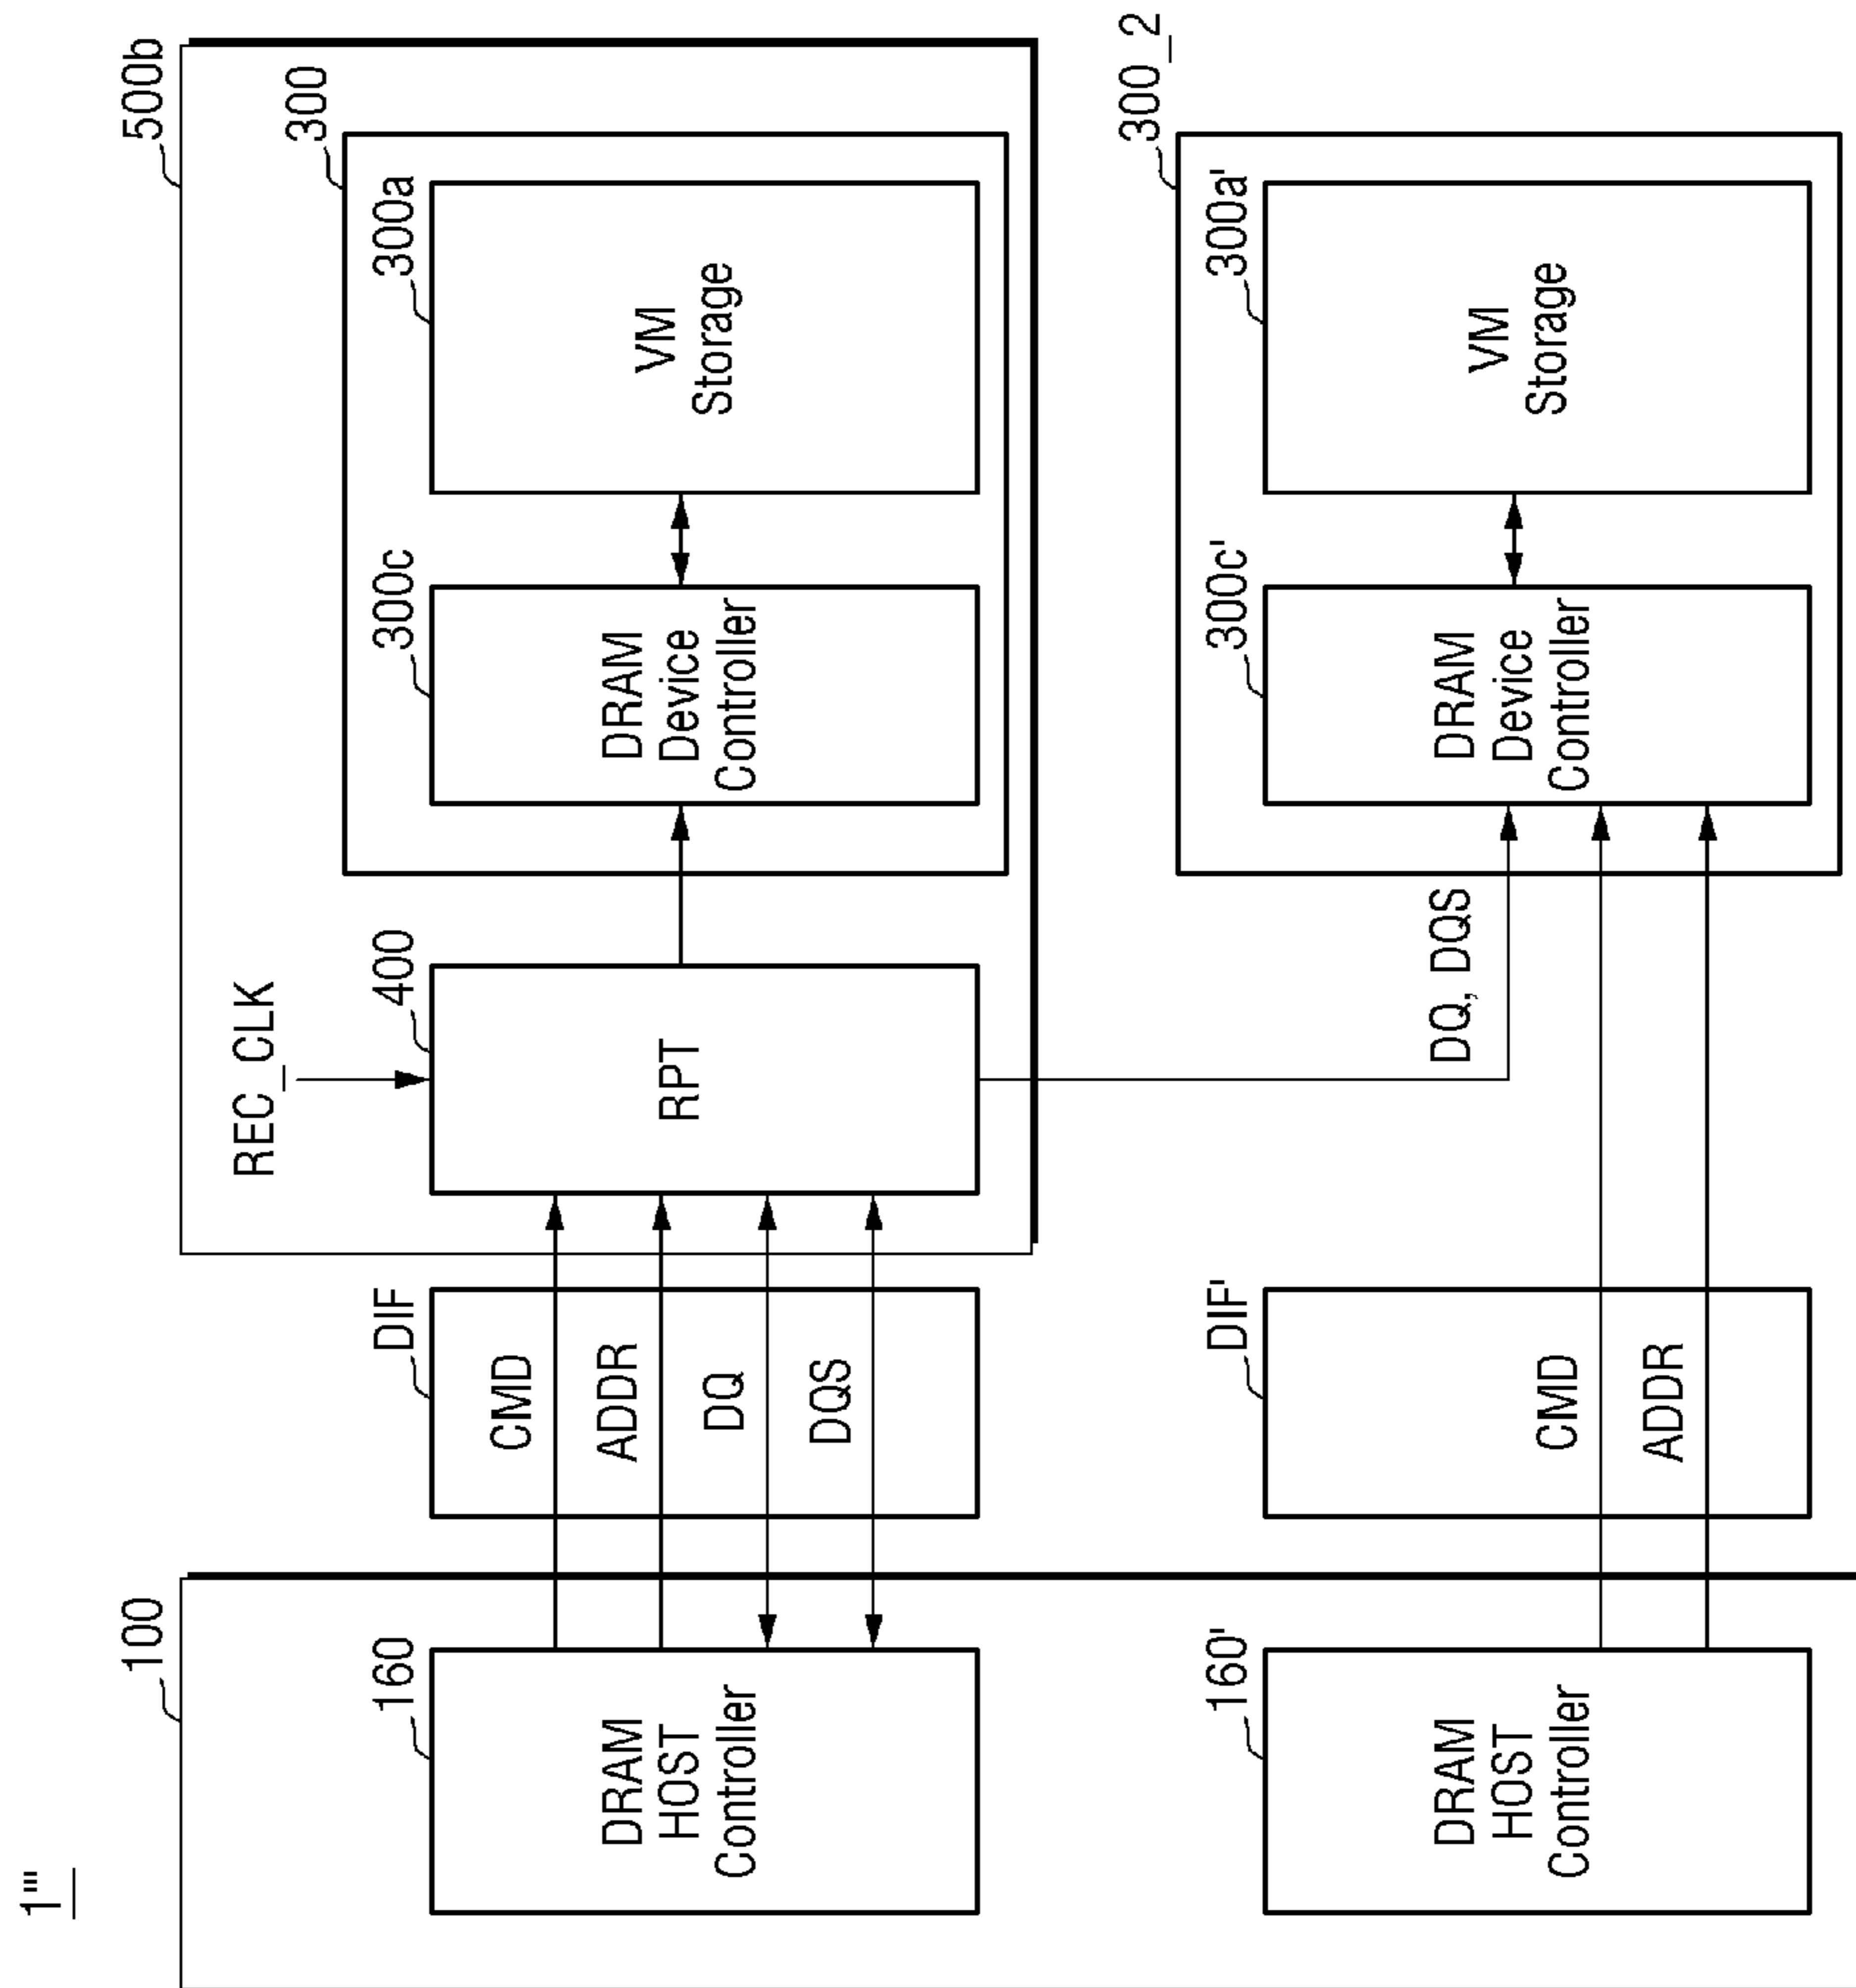 1'''
100
160
DRAM
HOST
Controller
DIF
CMD
ADDR
DQ
DQS
500b
REC_CLK
400
RPT
300
300c
DRAM
Device
Controller
300a
VM
Storage
160'
DRAM
HOST
Controller
DIF'
CMD
ADDR
DQ, DQS
300_2
300c'
DRAM
Device
Controller
300a'
VM
Storage